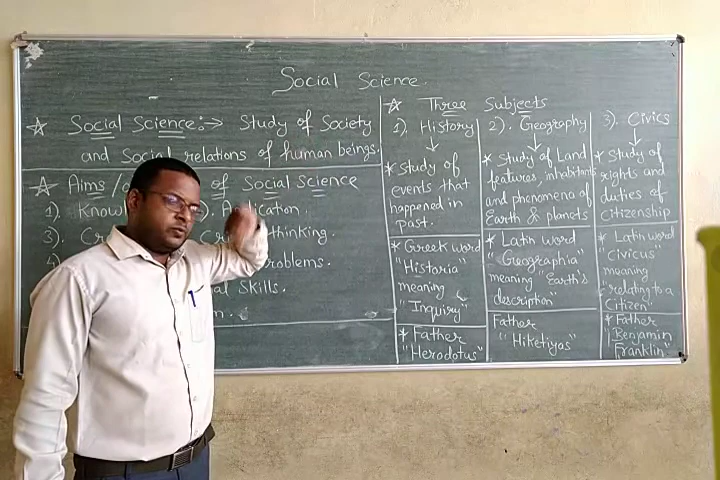 Social Science.
☆ Social Science:→ Study of Society
and Social relations of human beings.
☆ Aims / of Social Science
1) Application.
3). thinking.
4) Problems.
Skills.
☆ Three Subjects
1). History
↓
* Study of
events that
happened in
past.
* Greek word
"Historia"
meaning
"Inquiry"
* Father
"Herodotus"
2). Geography
↓
* Study of Land
features, inhabitants
and phenomena of
Earth & planets
* Latin word
"Geographia"
meaning "Earth's
description"
Father
"Hiketiyas"
3). Civics
↓
* Study of
rights and
duties of
citizenship
* Latin word
"Civicus"
meaning
"relating to a
Citizen"
* Father
"Benjamin
Franklin"